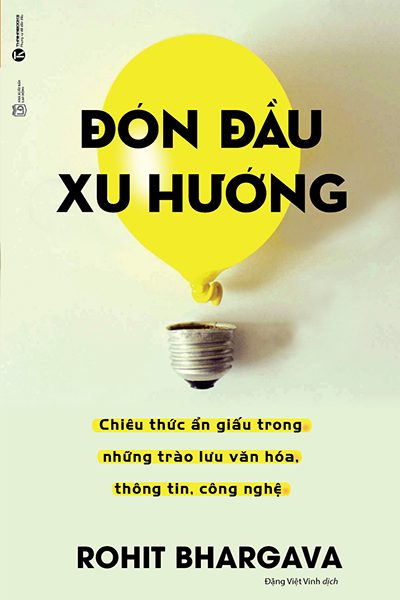 ĐÓN ĐẦU
XU HƯỚNG
Chiêu thức ẩn giấu trong
những trào lưu văn hóa,
thông tin, công nghệ
ROHIT BHARGAVA
Đặng Việt Vinh dịch